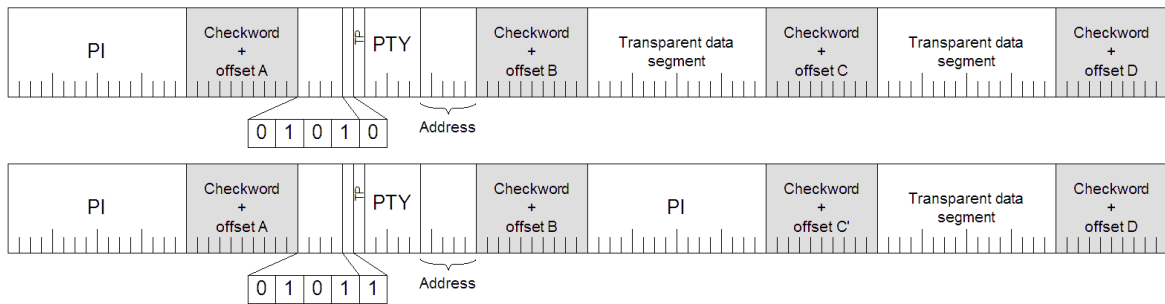 PI
Checkword
+
offset A
TP
PTY
Checkword
+
offset B
Transparent data
segment
Checkword
+
offset C
Transparent data
segment
Checkword
+
offset D
0 1 0 1 0
Address
PI
Checkword
+
offset A
TP
PTY
Checkword
+
offset B
PI
Checkword
+
offset C'
Transparent data
segment
Checkword
+
offset D
0 1 0 1 1
Address